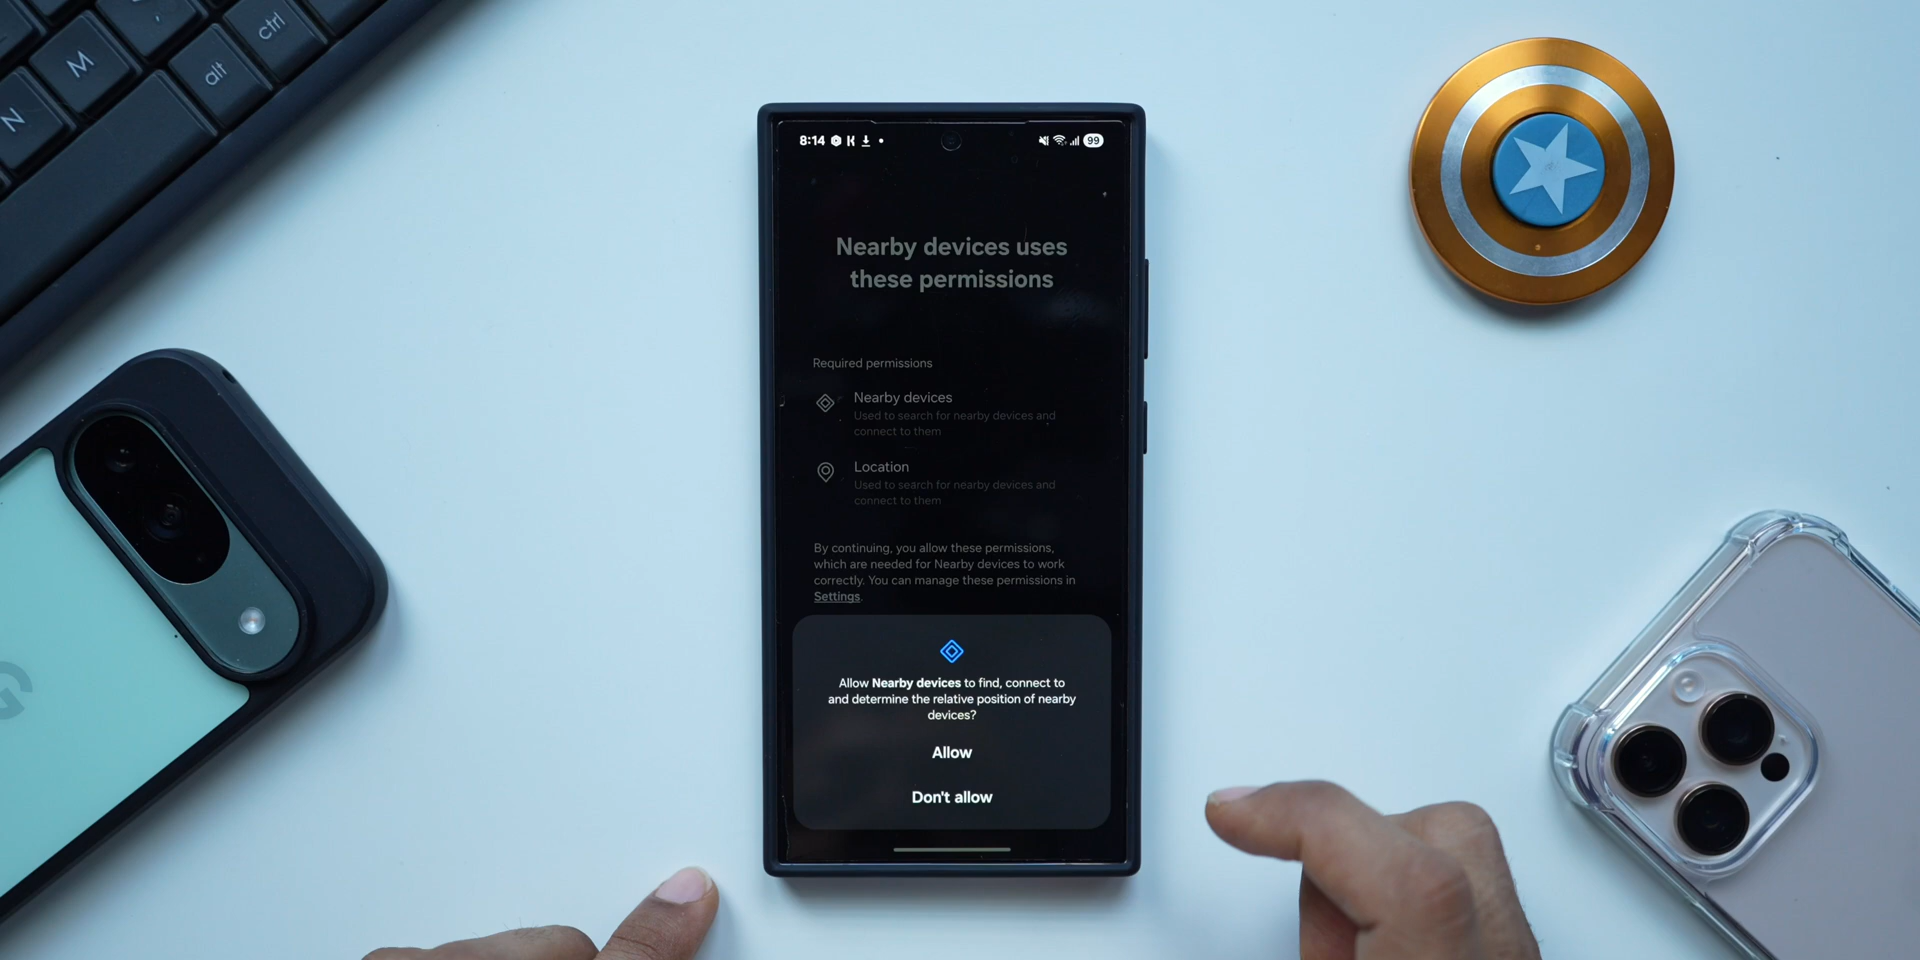 M
N
alt
ctrl
8:14
99
Nearby devices uses
these permissions
Required permissions
Nearby devices
Used to search for nearby devices and
connect to them
Location
Used to search for nearby devices and
connect to them
By continuing, you allow these permissions,
which are needed for Nearby devices to work
correctly. You can manage these permissions in
Settings.
Allow Nearby devices to find, connect to
and determine the relative position of nearby
devices?
Allow
Don't allow
G